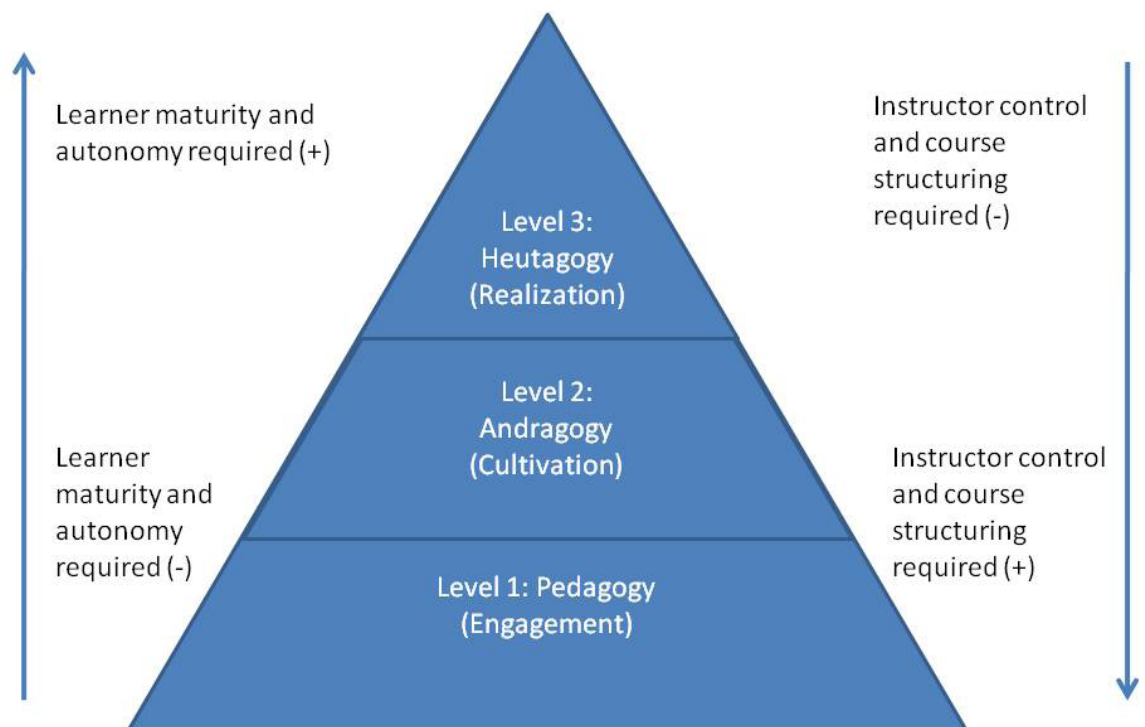 Learner maturity and
autonomy required (+)
Instructor control
and course
structuring
required (-)
Level 3:
Heutagogy
(Realization)
Level 2:
Andragogy
(Cultivation)
Learner
maturity and
autonomy
required (-)
Instructor control
and course
structuring
required (+)
Level 1: Pedagogy
(Engagement)